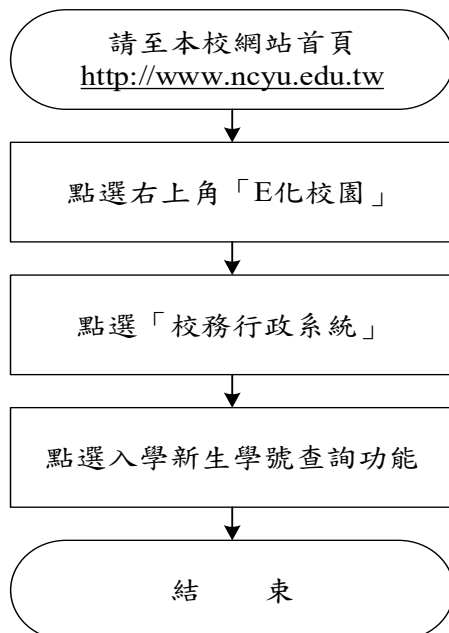 請至本校網站首頁
http://www.ncyu.edu.tw
點選右上角「E化校園」
點選「校務行政系統」
點選入學新生學號查詢功能
結　　束